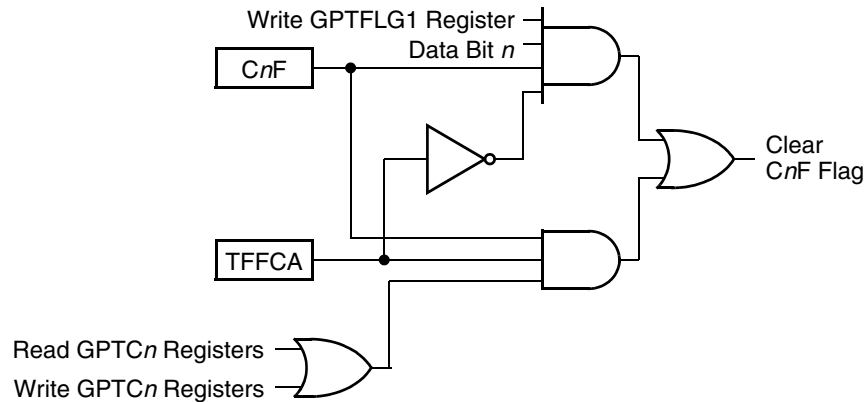 Write GPTFLG1 Register
Data Bit n
CnF
Clear
CnF Flag
TFFCA
Read GPTCn Registers
Write GPTCn Registers